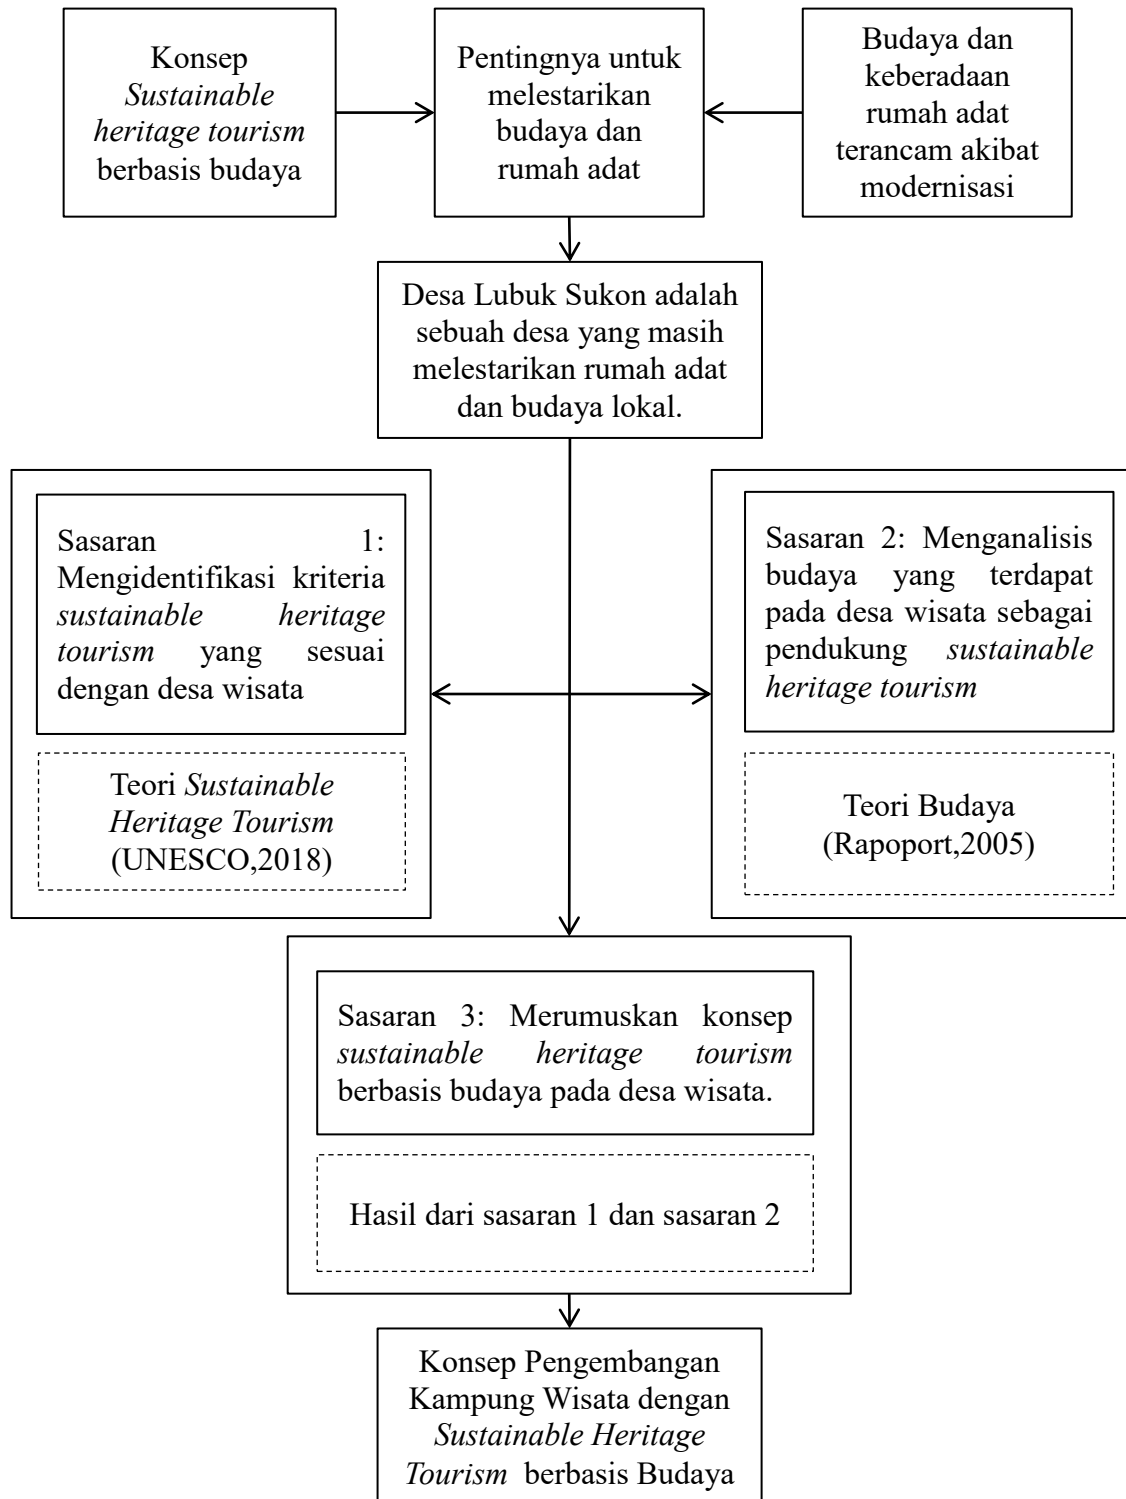 Konsep
Sustainable
heritage tourism
berbasis budaya
Pentingnya untuk
melestarikan
budaya dan
rumah adat
Budaya dan
keberadaan
rumah adat
terancam akibat
modernisasi
Desa Lubuk Sukon adalah
sebuah desa yang masih
melestarikan rumah adat
dan budaya lokal.
Sasaran 1:
Mengidentifikasi kriteria
sustainable heritage
tourism yang sesuai
dengan desa wisata
Teori Sustainable
Heritage Tourism
(UNESCO,2018)
Sasaran 2: Menganalisis
budaya yang terdapat
pada desa wisata sebagai
pendukung sustainable
heritage tourism
Teori Budaya
(Rapoport,2005)
Sasaran 3: Merumuskan konsep
sustainable heritage tourism
berbasis budaya pada desa wisata.
Hasil dari sasaran 1 dan sasaran 2
Konsep Pengembangan
Kampung Wisata dengan
Sustainable Heritage
Tourism berbasis Budaya